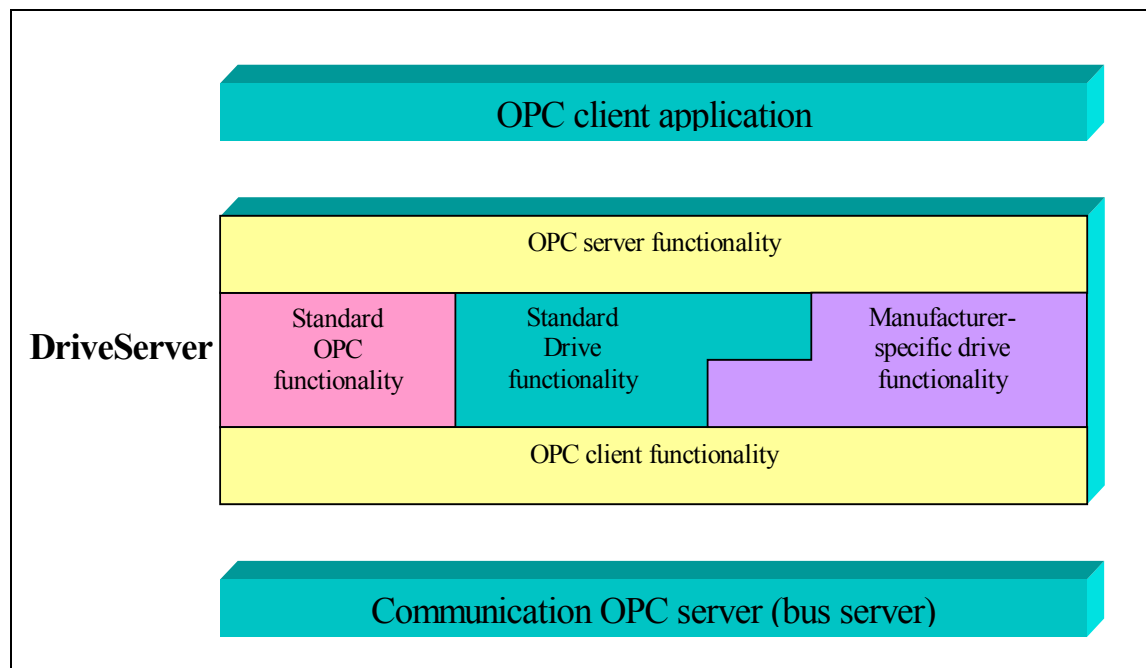 OPC client application
OPC server functionality
DriveServer
Standard
OPC
functionality
Standard
Drive
functionality
Manufacturer-
specific drive
functionality
OPC client functionality
Communication OPC server (bus server)